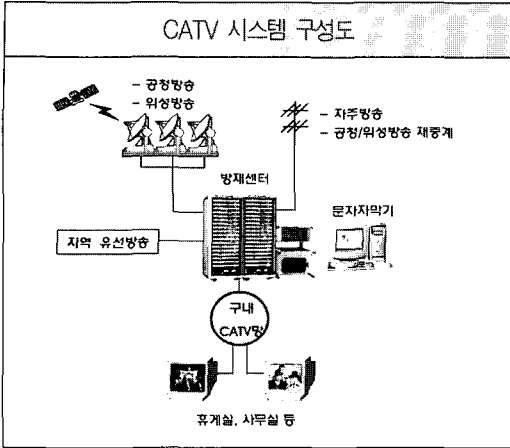 CATV 시스템 구성도
- 공청방송
- 위성방송
- 자주방송
- 공청/위성방송 재중계
방재센터
문자자막기
지역 유선방송
구내
CATV망
휴게실, 사무실 등